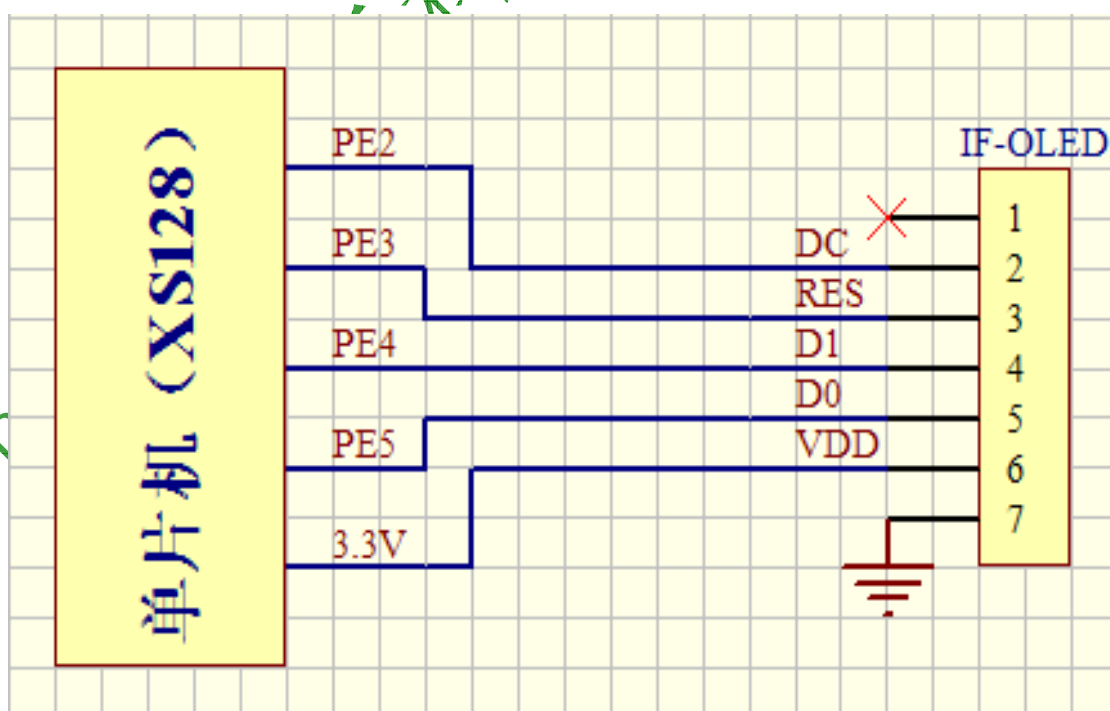 单片机（XS128）
PE2
PE3
PE4
PE5
3.3V
DC
RES
D1
D0
VDD
IF-OLED
1
2
3
4
5
6
7